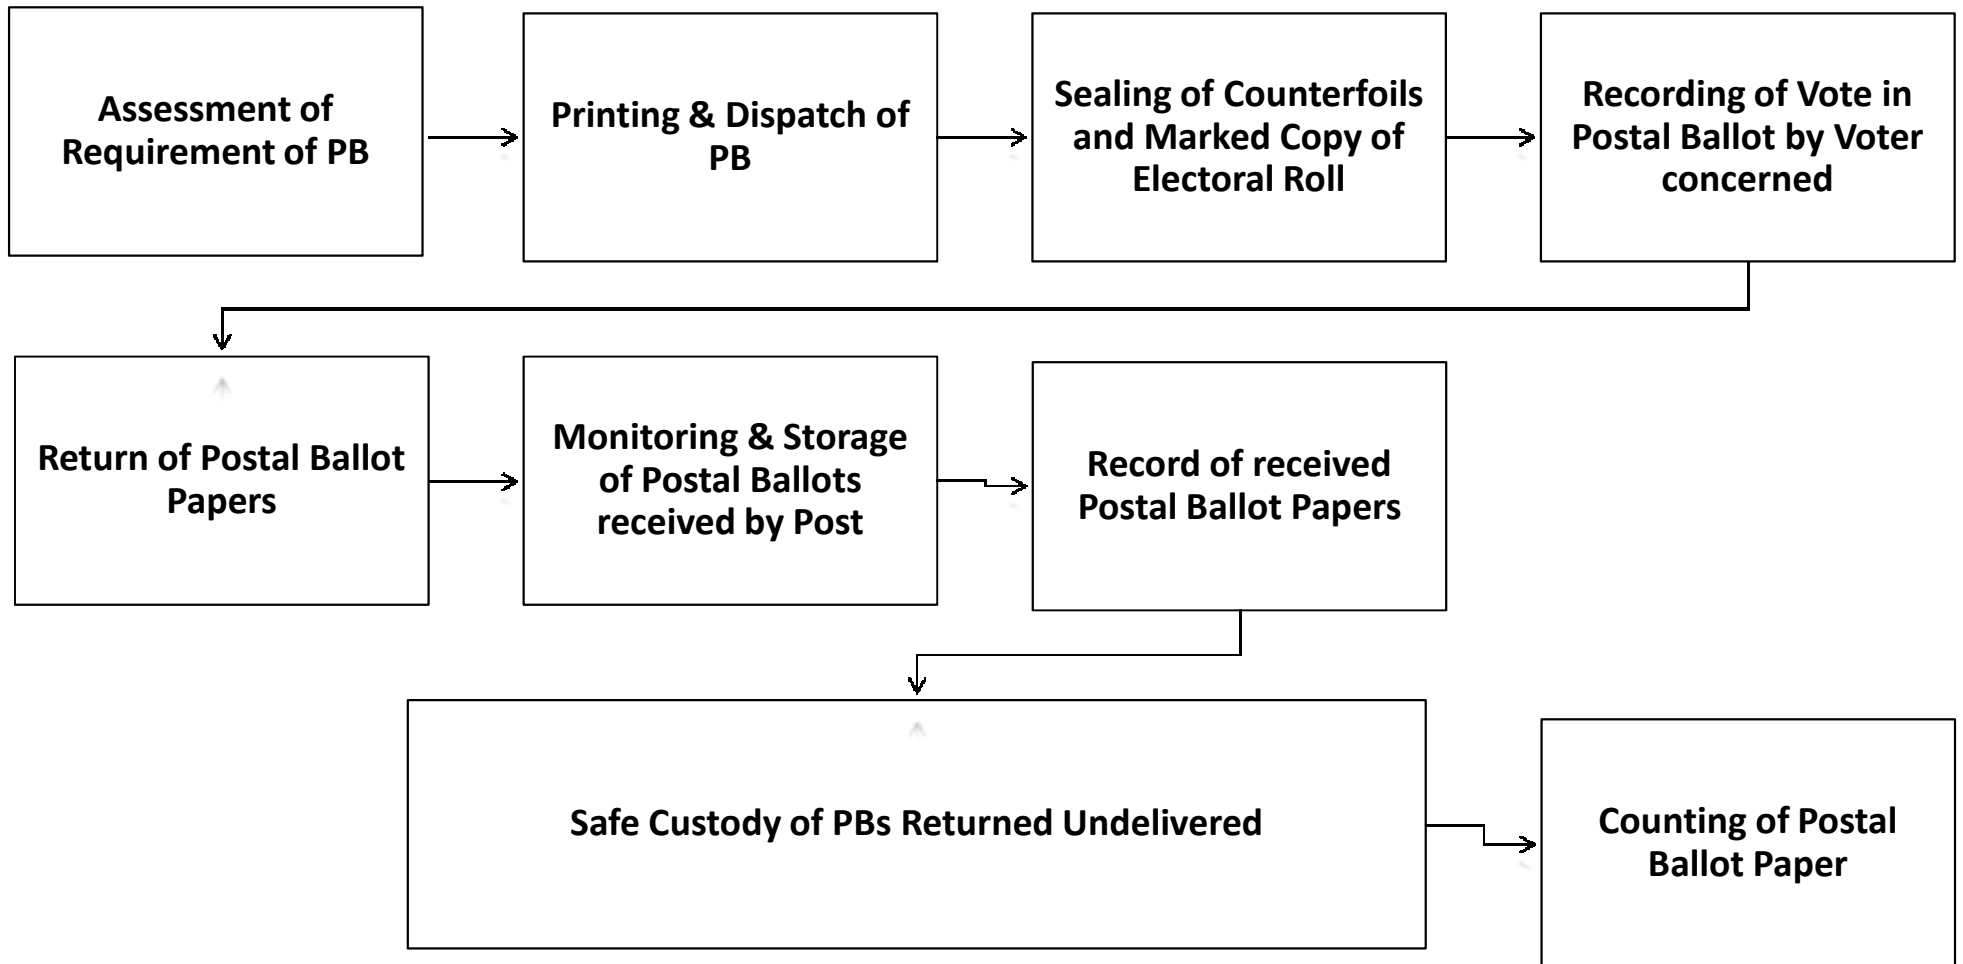 Assessment of
Requirement of PB
Printing & Dispatch of
PB
Sealing of Counterfoils
and Marked Copy of
Electoral Roll
Recording of Vote in
Postal Ballot by Voter
concerned
Return of Postal Ballot
Papers
Monitoring & Storage
of Postal Ballots
received by Post
Record of received
Postal Ballot Papers
Safe Custody of PBs Returned Undelivered
Counting of Postal
Ballot Paper